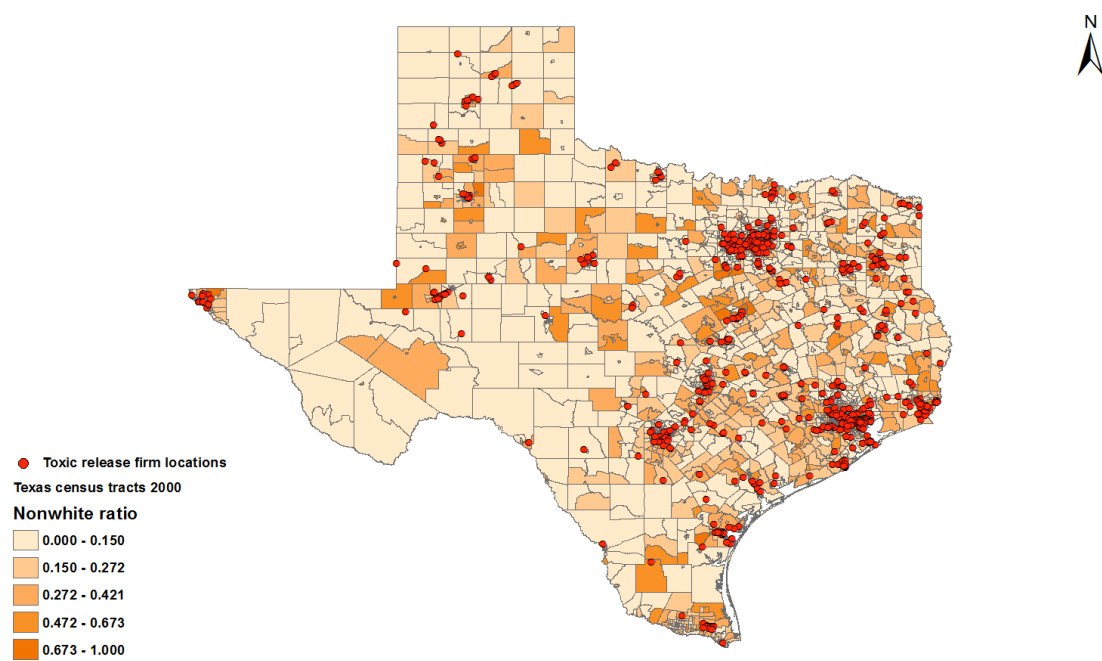 N
Toxic release firm locations
Texas census tracts 2000
Nonwhite ratio
0.000 - 0.150
0.150 - 0.272
0.272 - 0.421
0.472 - 0.673
0.673 - 1.000